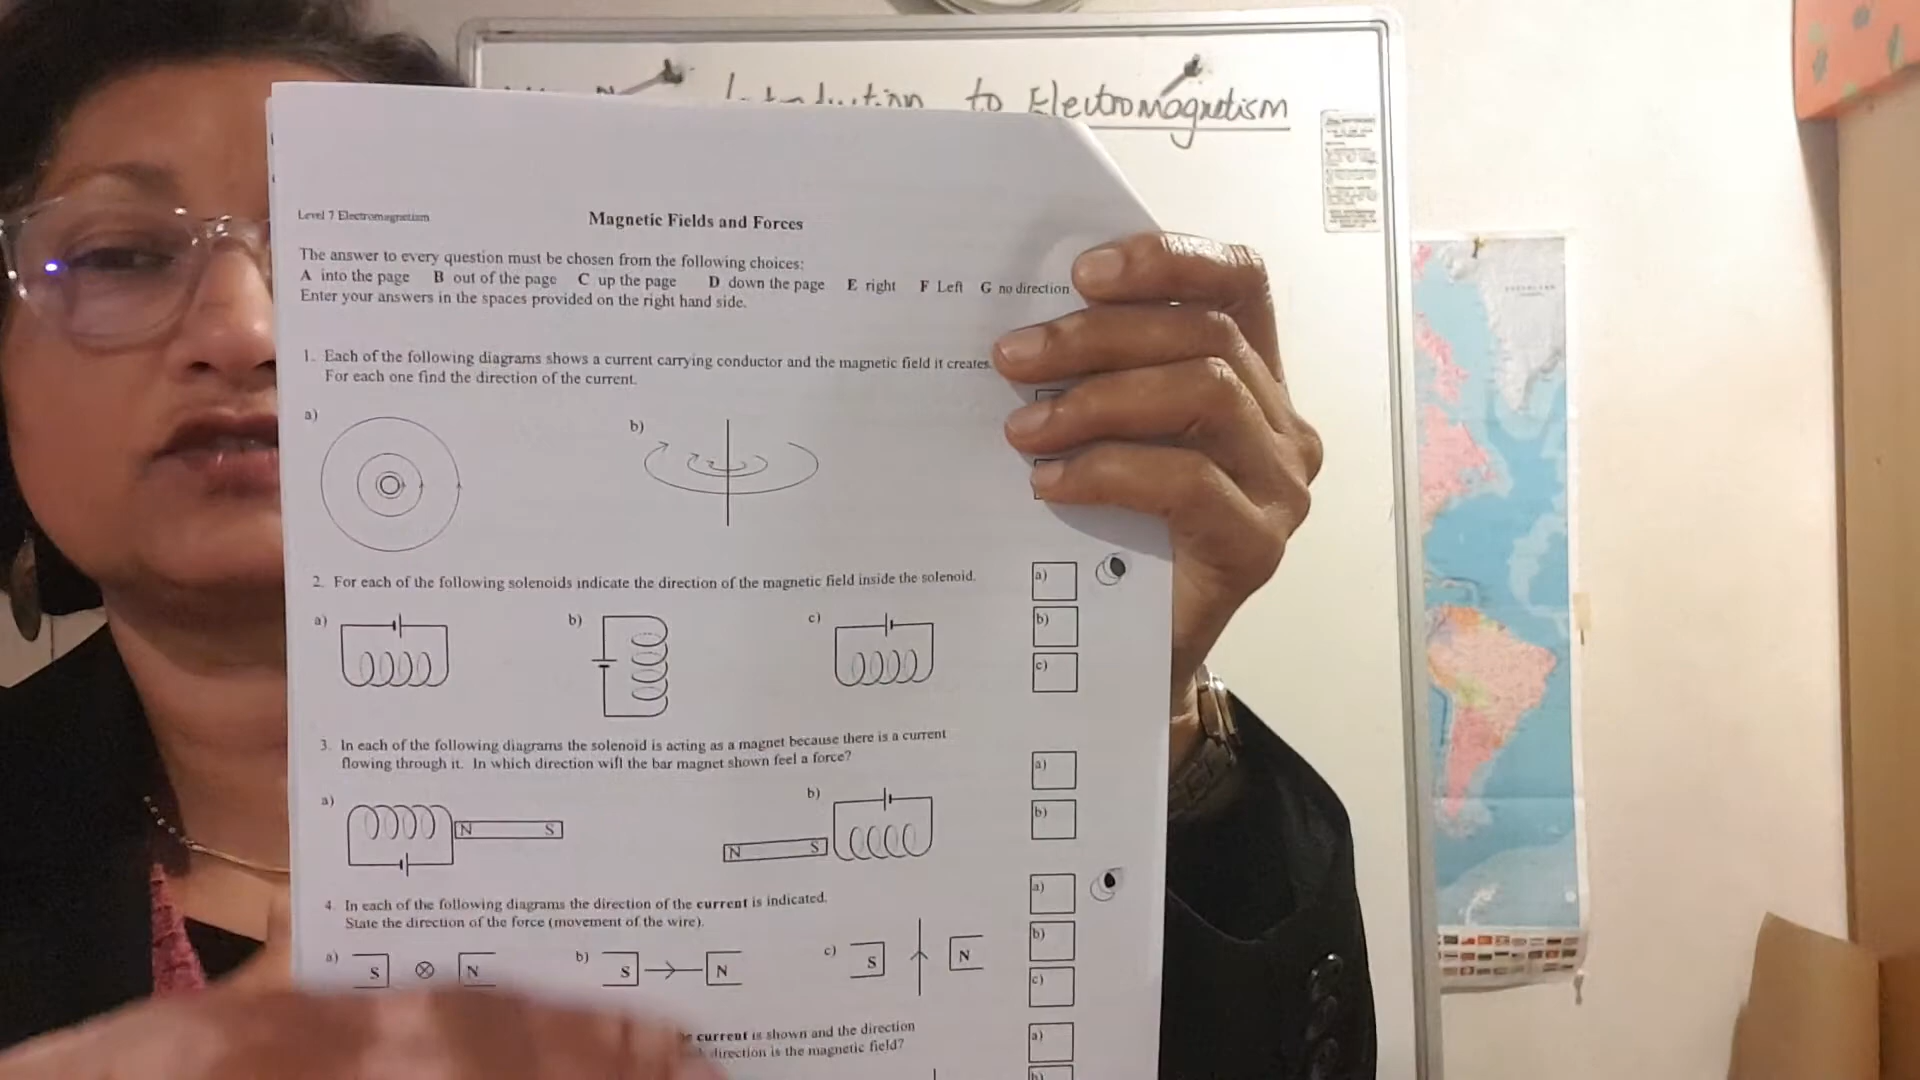 to Electromagnetism
Level 7 Electromagnetism
Magnetic Fields and Forces
The answer to every question must be chosen from the following choices:
A into the page B out of the page C up the page D down the page E right F Left G no direction
Enter your answers in the spaces provided on the right hand side.
1. Each of the following diagrams shows a current carrying conductor and the magnetic field it creates
For each one find the direction of the current.
a)
b)
2. For each of the following solenoids indicate the direction of the magnetic field inside the solenoid.
a)
b)
c)
a)
b)
c)
3. In each of the following diagrams the solenoid is acting as a magnet because there is a current
flowing through it. In which direction will the bar magnet shown feel a force?
a)
b)
a)
N S
b)
N S
4. In each of the following diagrams the direction of the current is indicated.
State the direction of the force (movement of the wire).
a)
b)
c)
a)
S N
b)
S N
c)
S N
current is shown and the direction
direction is the magnetic field?
a)
b)